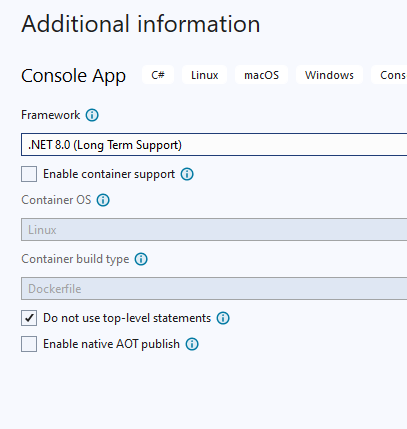 Additional information
Console App C# Linux macOS Windows Cons
Framework
.NET 8.0 (Long Term Support)
Enable container support
Container OS
Linux
Container build type
Dockerfile
Do not use top-level statements
Enable native AOT publish